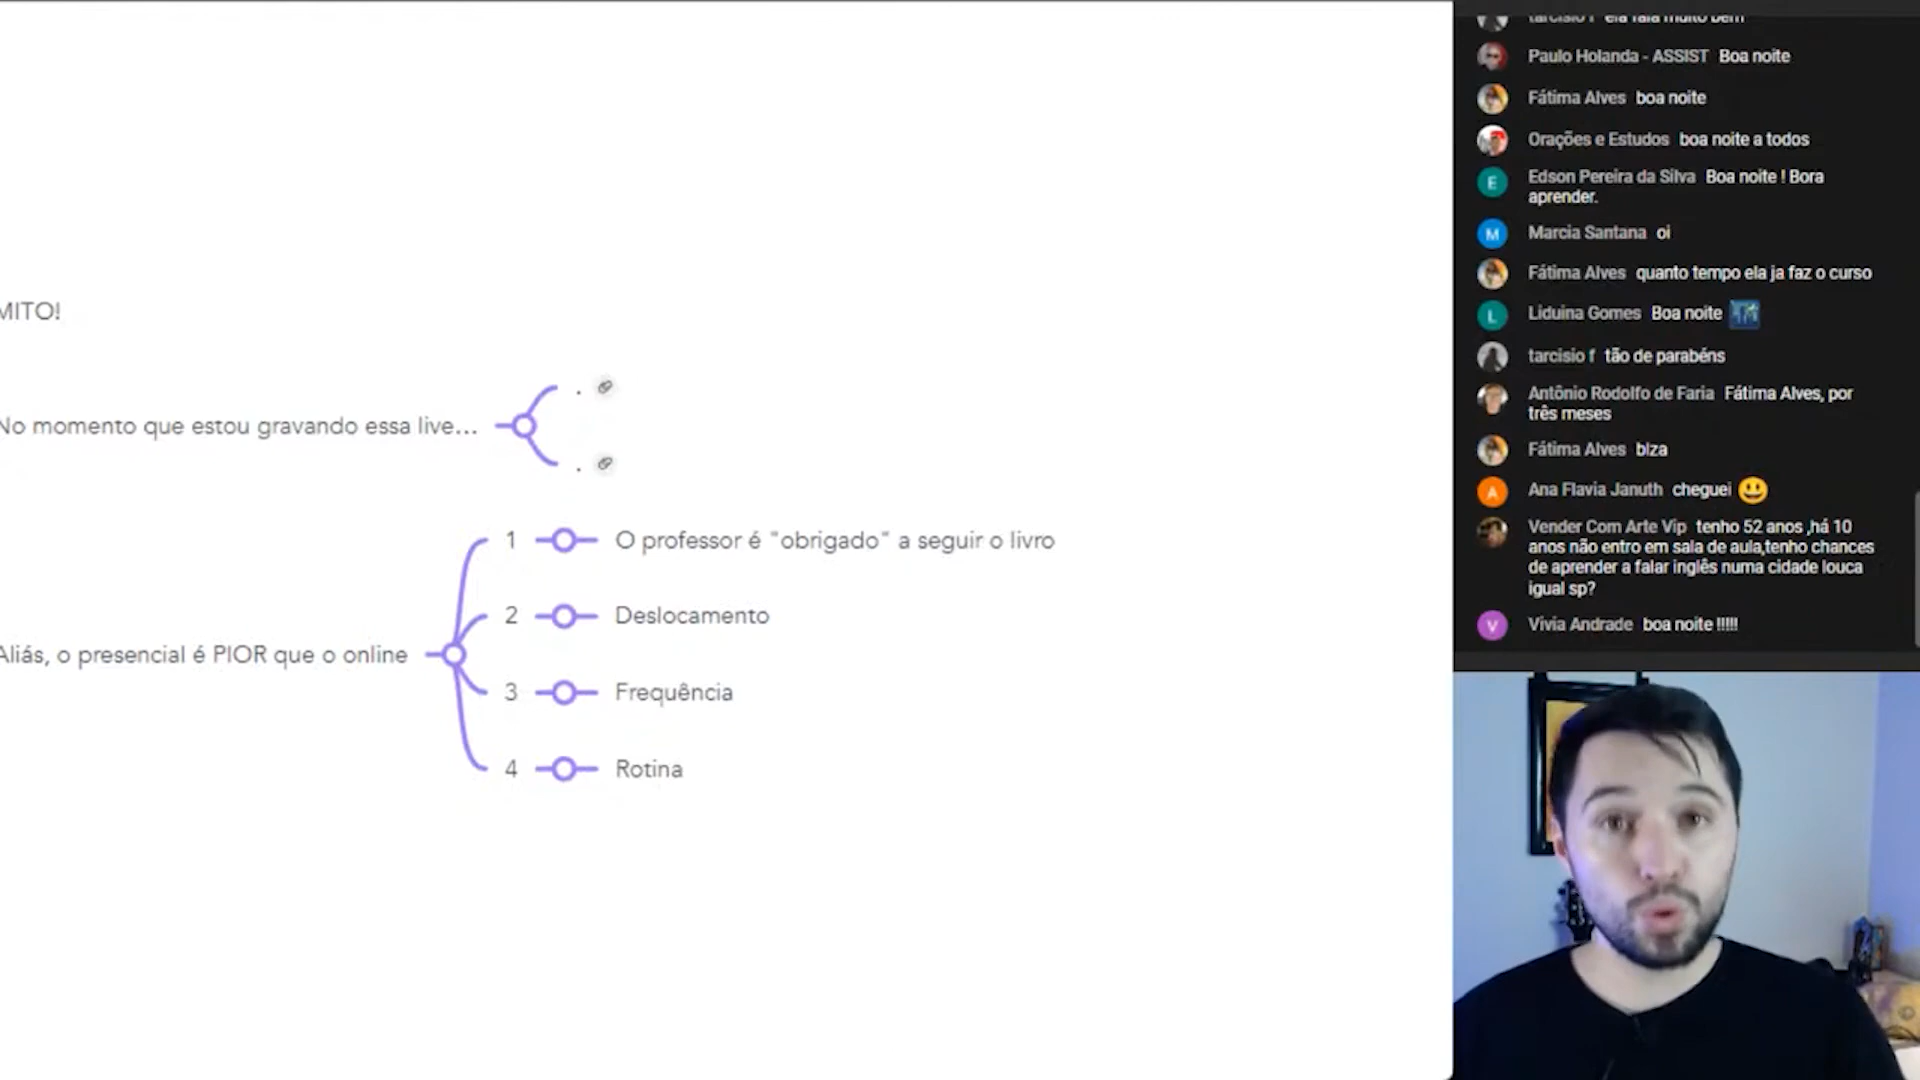 MITO!
No momento que estou gravando essa live...
.
.
Aliás, o presencial é PIOR que o online
1 O professor é "obrigado" a seguir o livro
2 Deslocamento
3 Frequência
4 Rotina
tarcisio f ela fala muito bem
Paulo Holanda - ASSIST Boa noite
Fátima Alves boa noite
Orações e Estudos boa noite a todos
E Edson Pereira da Silva Boa noite ! Bora
aprender.
M Marcia Santana oi
Fátima Alves quanto tempo ela ja faz o curso
L Liduina Gomes Boa noite
tarcisio f tão de parabéns
Antônio Rodolfo de Faria Fátima Alves, por
três meses
Fátima Alves blza
A Ana Flavia Januth cheguei 😃
Vender Com Arte Vip tenho 52 anos ,há 10
anos não entro em sala de aula,tenho chances
de aprender a falar inglês numa cidade louca
igual sp?
V Vivia Andrade boa noite !!!!!